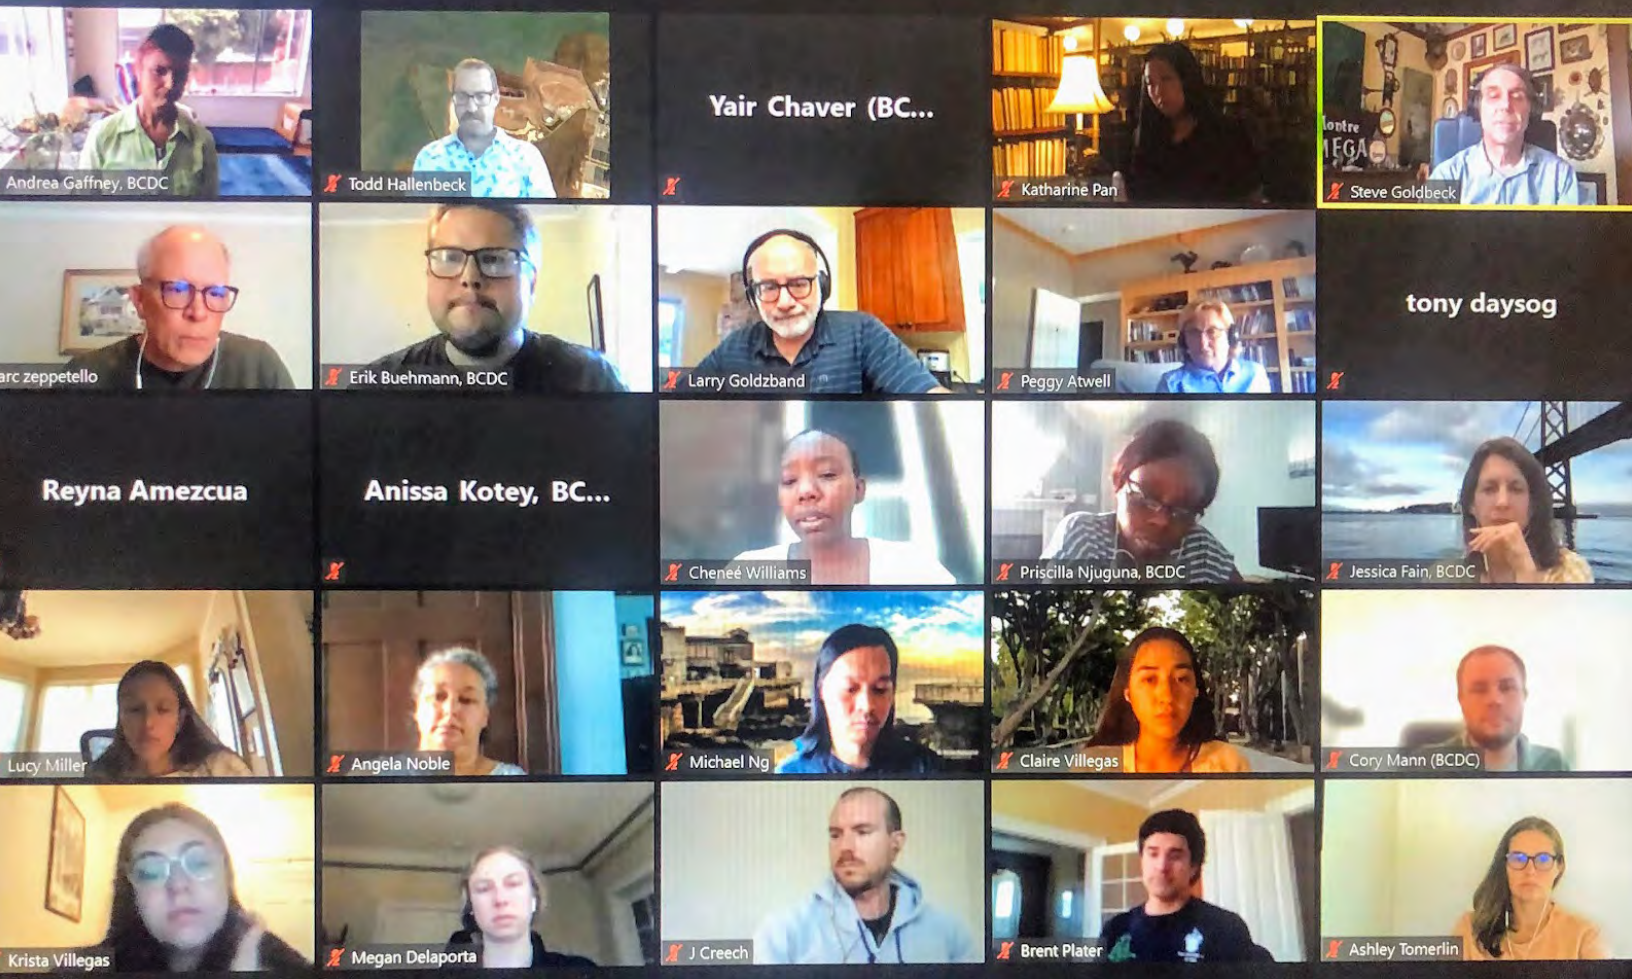 Andrea Gaffney, BCDC
Todd Hallenbeck
Yair Chaver (BC...
Katharine Pan
Montre
MEGA
Steve Goldbeck
arc zeppetello
Erik Buehmann, BCDC
Larry Goldzband
Peggy Atwell
tony daysog
Reyna Amezcua
Anissa Kotey, BC...
Cheneé Williams
Priscilla Njuguna, BCDC
Jessica Fain, BCDC
Lucy Miller
Angela Noble
Michael Ng
Claire Villegas
Cory Mann (BCDC)
Krista Villegas
Megan Delaporta
J Creech
Brent Plater
Ashley Tomerlin